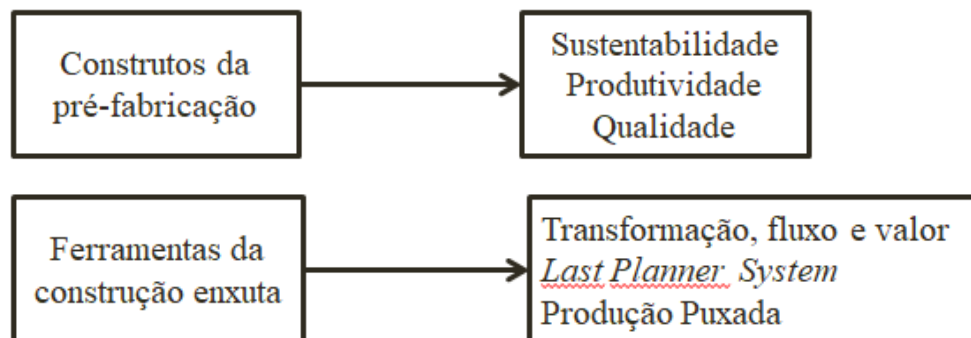 Construtos da
pré-fabricação
Sustentabilidade
Produtividade
Qualidade
Ferramentas da
construção enxuta
Transformação, fluxo e valor
Last Planner System
Produção Puxada